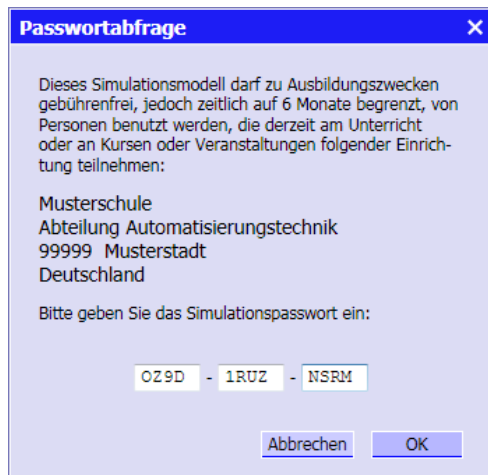 Passwortabfrage
Dieses Simulationsmodell darf zu Ausbildungszwecken
gebührenfrei, jedoch zeitlich auf 6 Monate begrenzt, von
Personen benutzt werden, die derzeit am Unterricht
oder an Kursen oder Veranstaltungen folgender Einrich-
tung teilnehmen:
Musterschule
Abteilung Automatisierungstechnik
99999 Musterstadt
Deutschland
Bitte geben Sie das Simulationspasswort ein:
OZ9D - 1RUZ - NSRM
Abbrechen OK